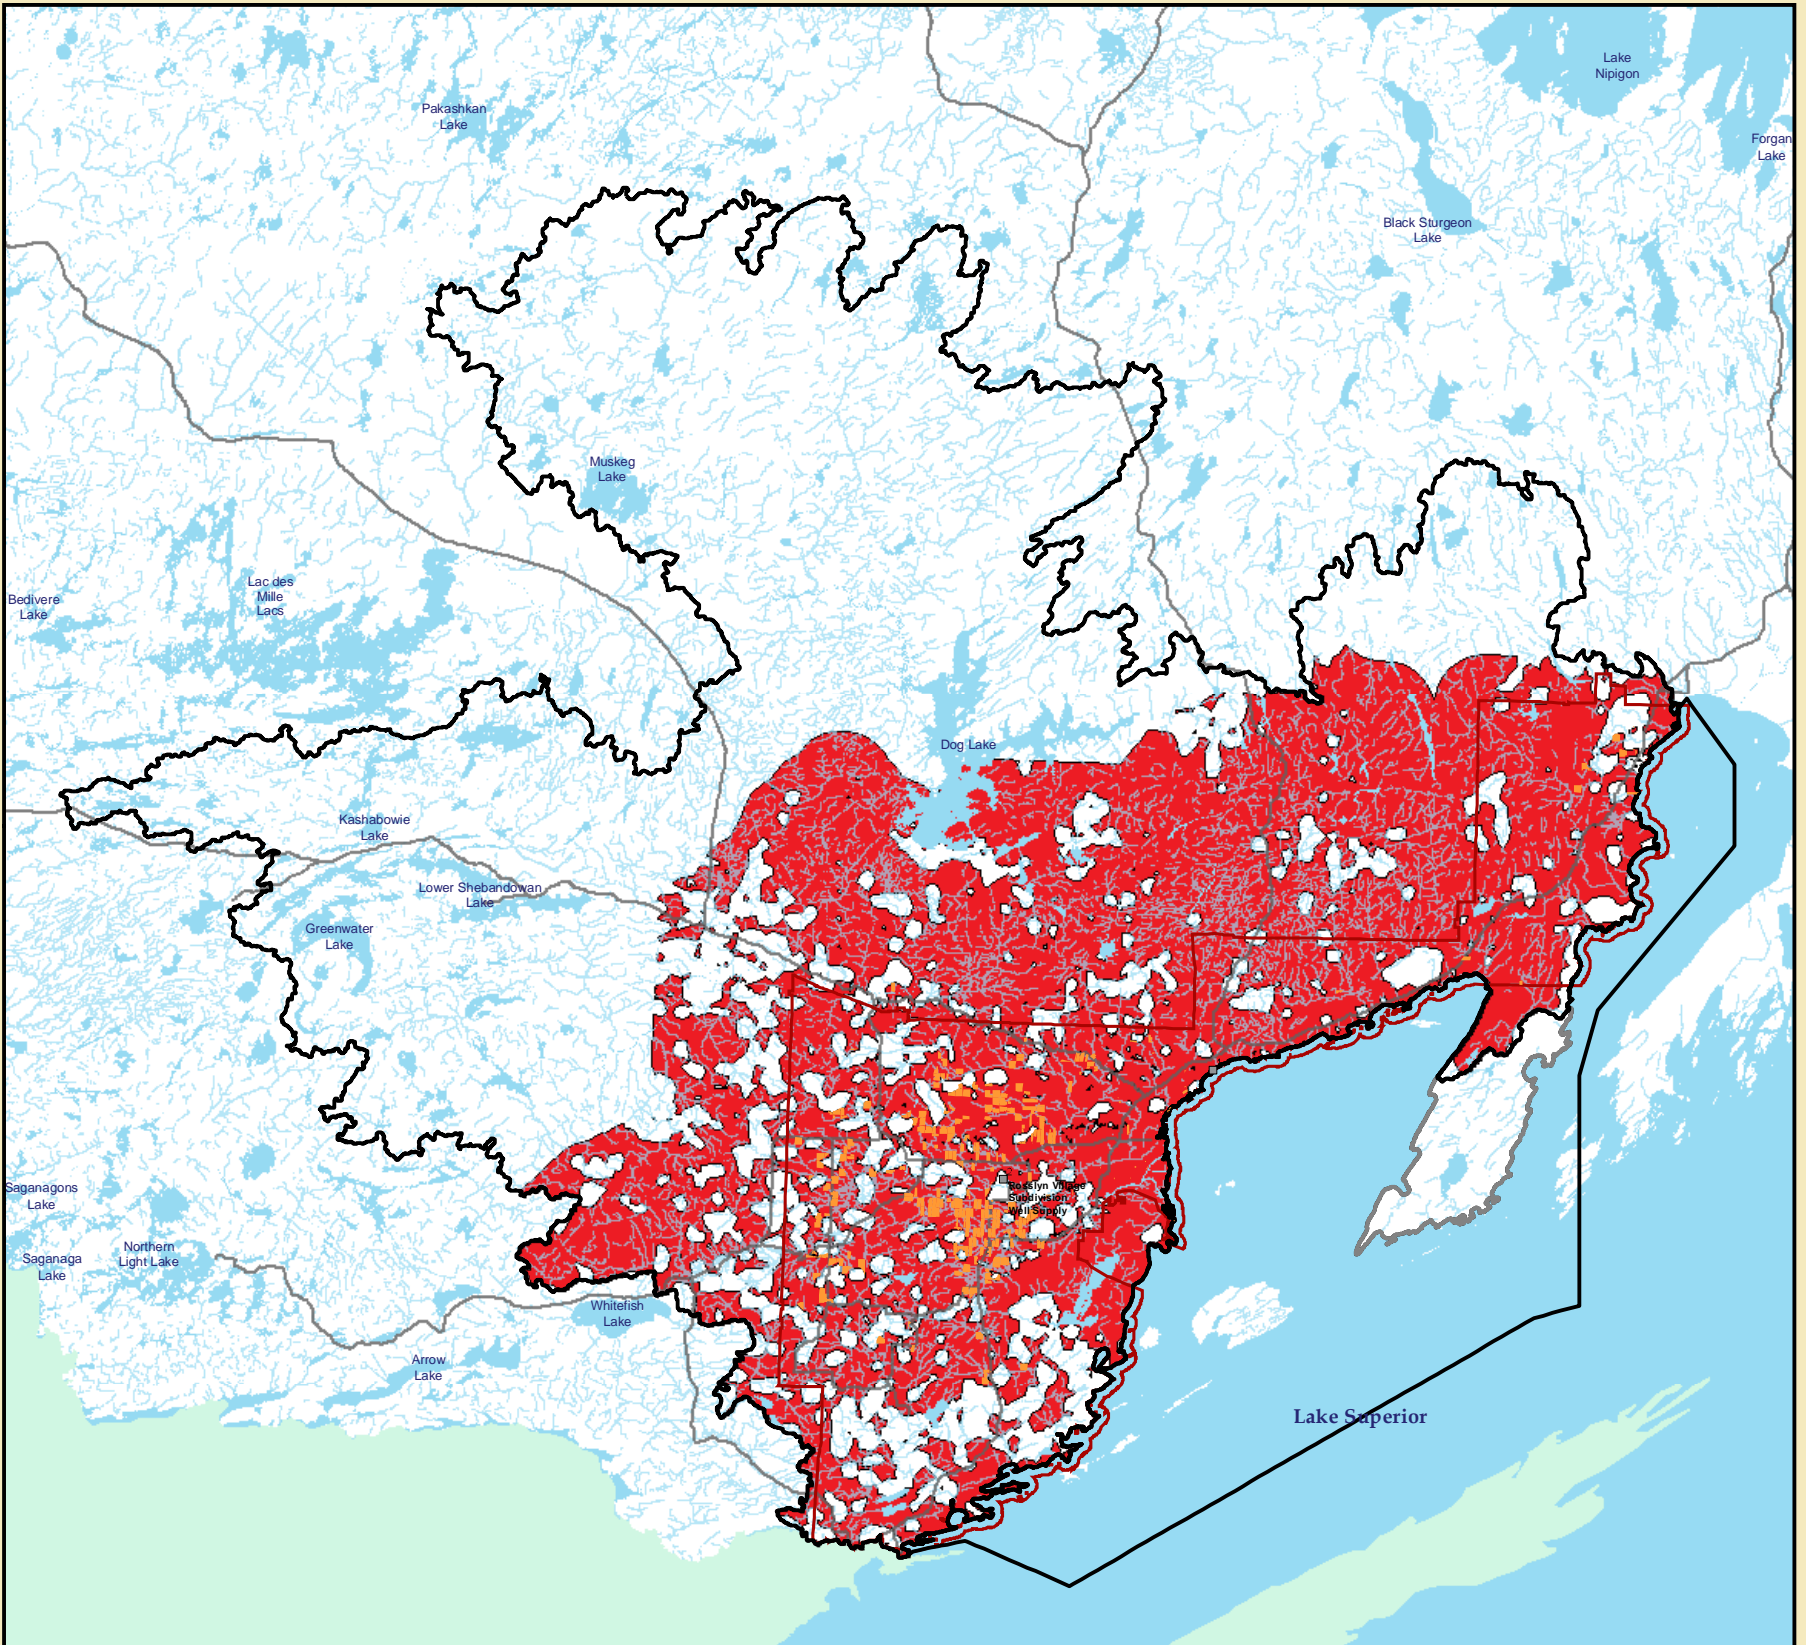 Lake
Nipigon
Pakashkan
Lake
Forgan
Lake
Black Sturgeon
Lake
Muskeg
Lake
Lac des
Mille
Lacs
Bedivere
Lake
Dog Lake
Kashabowie
Lake
Lower Shebandowan
Lake
Greenwater
Lake
Rosslyn Village
Subdivision
Well Supply
Saganagons
Lake
Northern
Light Lake
Saganaga
Lake
Whitefish
Lake
Arrow
Lake
Lake Superior